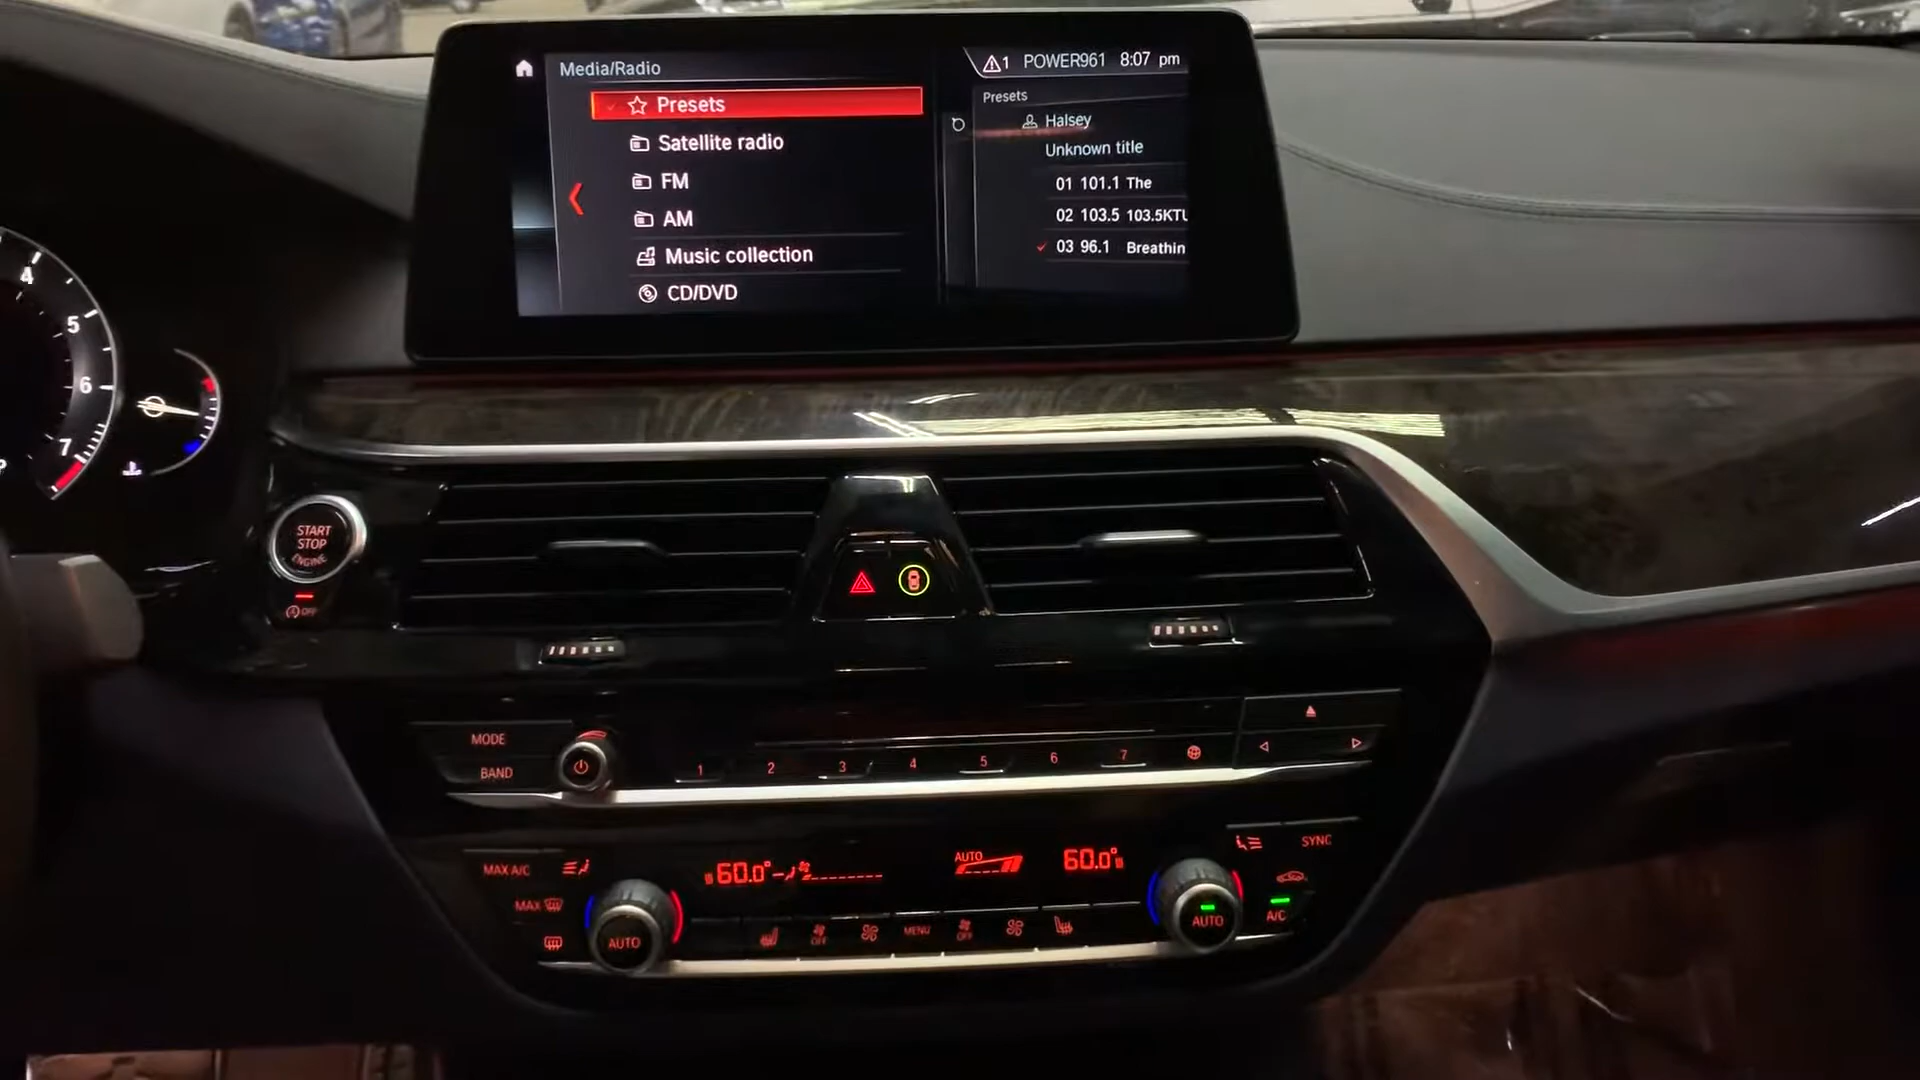 Media/Radio
1 POWER961 8:07 pm
Presets
Satellite radio
FM
AM
Music collection
CD/DVD
Presets
Halsey
Unknown title
01 101.1 The
02 103.5 103.5KTU
03 96.1 Breathin
4
5
6
7
START
STOP
ENGINE
A OFF
MODE
BAND
1 2 3 4 5 6 7
MAX A/C
60.0°
AUTO
60.0°
SYNC
MAX
AUTO
OFF
MENU
OFF
AUTO
A/C